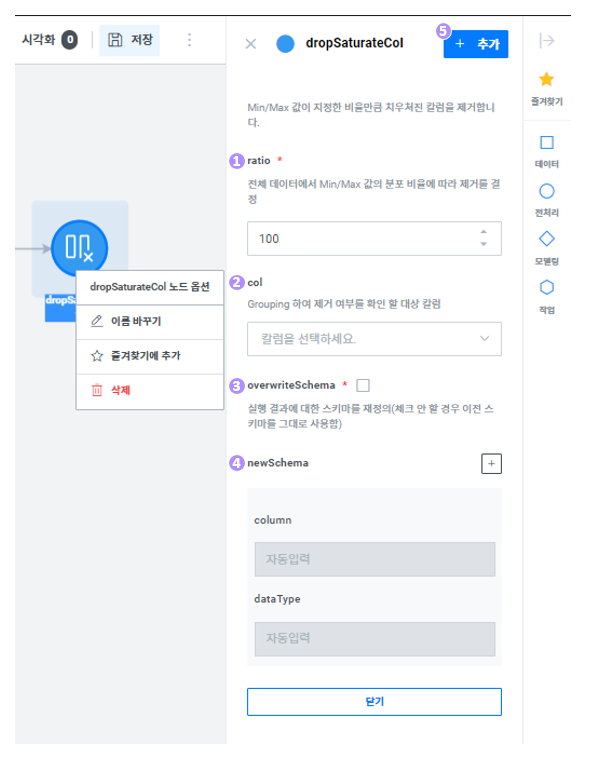 시각화 0
저장
dropSaturateCol
5
+ 추가
Min/Max 값이 지정한 비율만큼 치우쳐진 칼럼을 제거합니
다.
1 ratio *
전체 데이터에서 Min/Max 값의 분포 비율에 따라 제거를 결
정
100
2 col
Grouping 하여 제거 여부를 확인 할 대상 칼럼
칼럼을 선택하세요.
3 overwriteSchema *
실행 결과에 대한 스키마를 재정의(체크 안 할 경우 이전 스
키마를 그대로 사용함)
4 newSchema
+
column
자동입력
dataType
자동입력
닫기
dropS
dropSaturateCol 노드 옵션
이름 바꾸기
즐겨찾기에 추가
삭제
즐겨찾기
데이터
전처리
모델링
작업